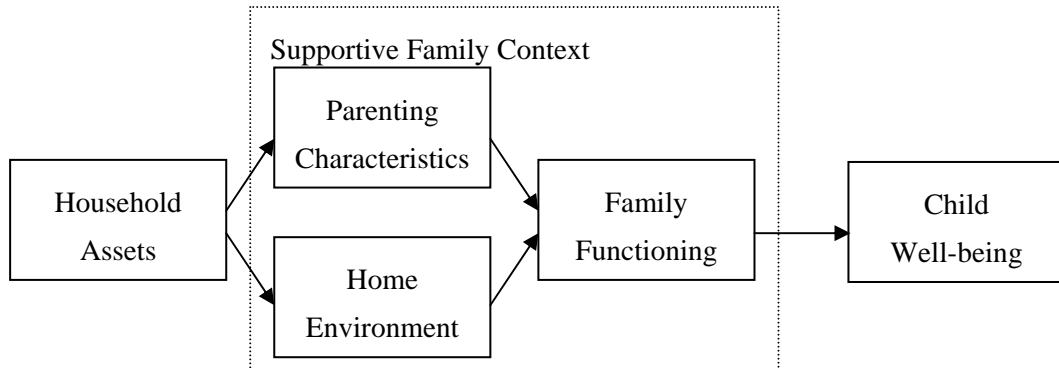 Supportive Family Context
Parenting
Characteristics
Household
Assets
Home
Environment
Family
Functioning
Child
Well-being